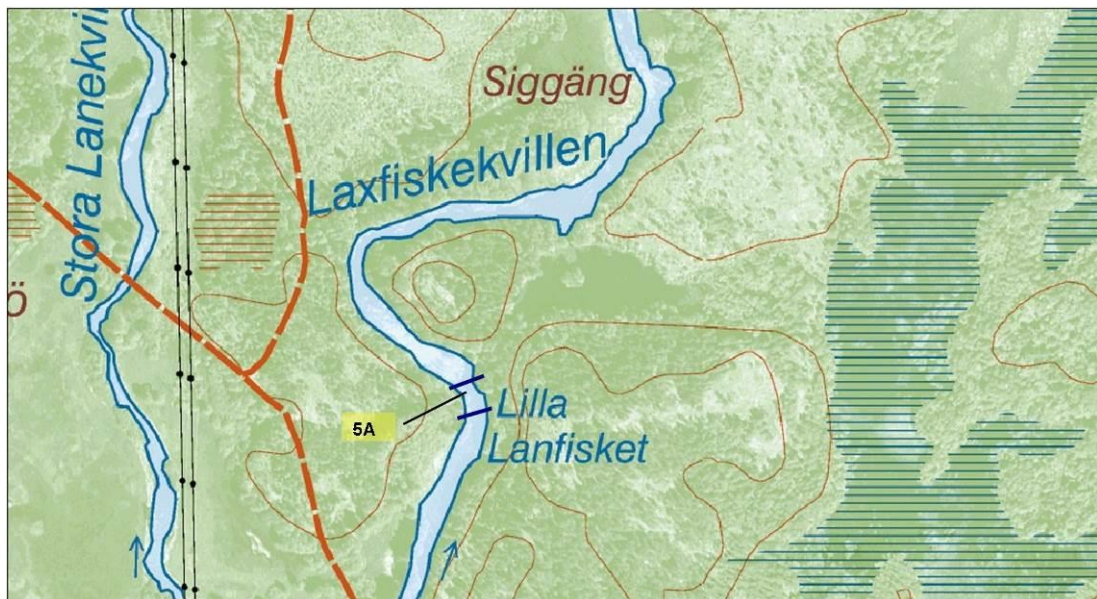 Stora Lanekvi
Siggäng
Laxfiskekvillen
ö
5A
Lilla
Lanfisket